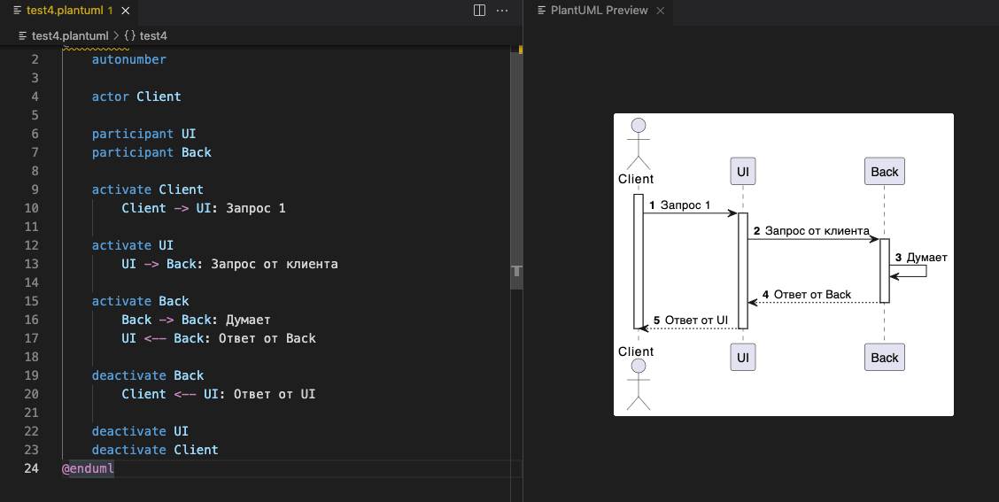 test4.plantuml 1
test4.plantuml > {} test4
2 autonumber
3
4 actor Client
5
6 participant UI
7 participant Back
8
9 activate Client
10 Client -> UI: Запрос 1
11
12 activate UI
13 UI -> Back: Запрос от клиента
14
15 activate Back
16 Back -> Back: Думает
17 UI <-- Back: Ответ от Back
18
19 deactivate Back
20 Client <-- UI: Ответ от UI
21
22 deactivate UI
23 deactivate Client
24 @enduml
PlantUML Preview
Client
UI
Back
1 Запрос 1
2 Запрос от клиента
3 Думает
4 Ответ от Back
5 Ответ от UI
Client
UI
Back